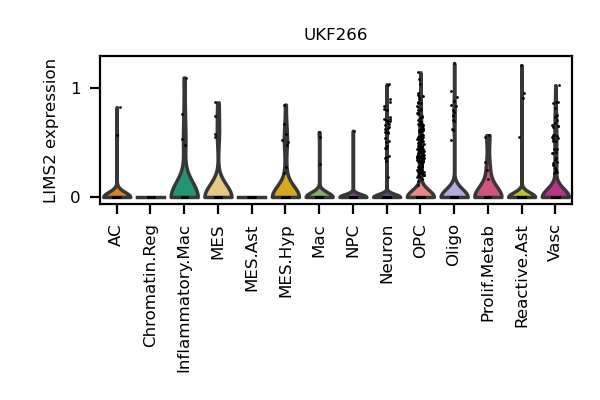 UKF266
LIMS2 expression
1
0
AC
Chromatin.Reg
Inflammatory.Mac
MES
MES.Ast
MES.Hyp
Mac
NPC
Neuron
OPC
Oligo
Prolif.Metab
Reactive.Ast
Vasc